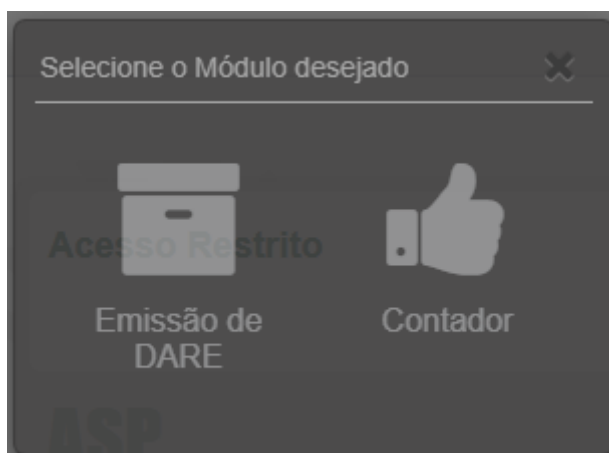 Selecione o Módulo desejado
Acesso Restrito
Emissão de
DARE
Contador
ASP